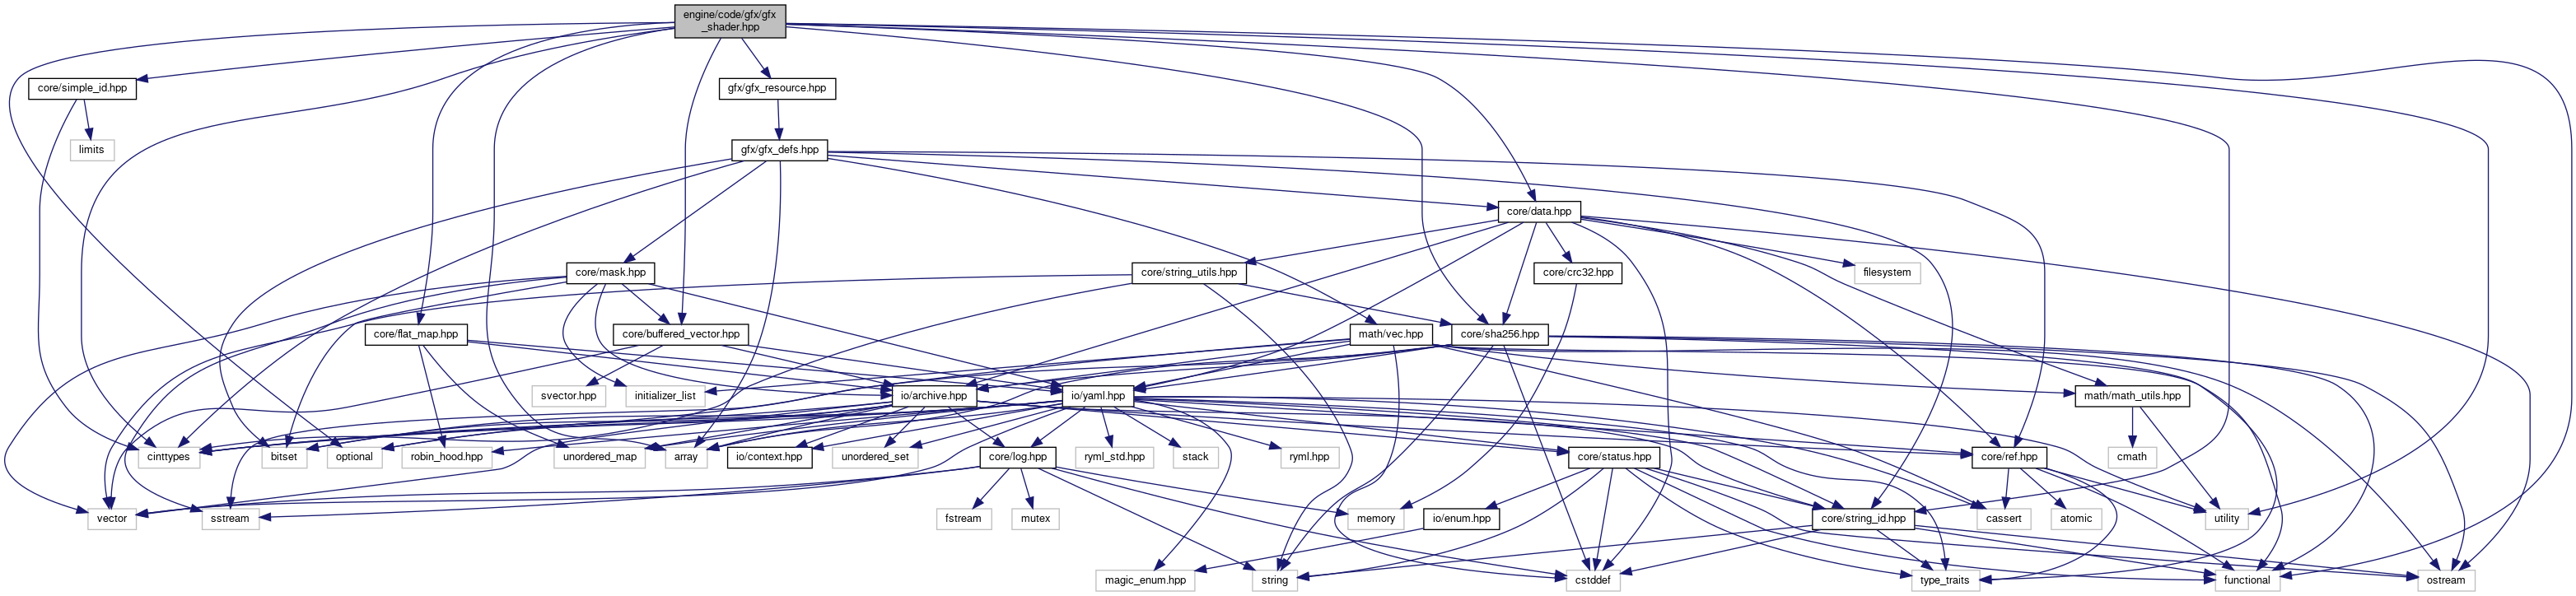 engine/code/gfx/gfx
_shader.hpp
core/simple_id.hpp
gfx/gfx_resource.hpp
limits
gfx/gfx_defs.hpp
core/data.hpp
core/mask.hpp
core/string_utils.hpp
core/crc32.hpp
filesystem
core/flat_map.hpp
core/buffered_vector.hpp
math/vec.hpp
core/sha256.hpp
svector.hpp
initializer_list
io/archive.hpp
io/yaml.hpp
math/math_utils.hpp
cinttypes
bitset
optional
robin_hood.hpp
unordered_map
array
io/context.hpp
unordered_set
core/log.hpp
ryml_std.hpp
stack
ryml.hpp
core/status.hpp
core/ref.hpp
cmath
vector
sstream
fstream
mutex
memory
io/enum.hpp
core/string_id.hpp
cassert
atomic
utility
magic_enum.hpp
string
cstddef
type_traits
functional
ostream